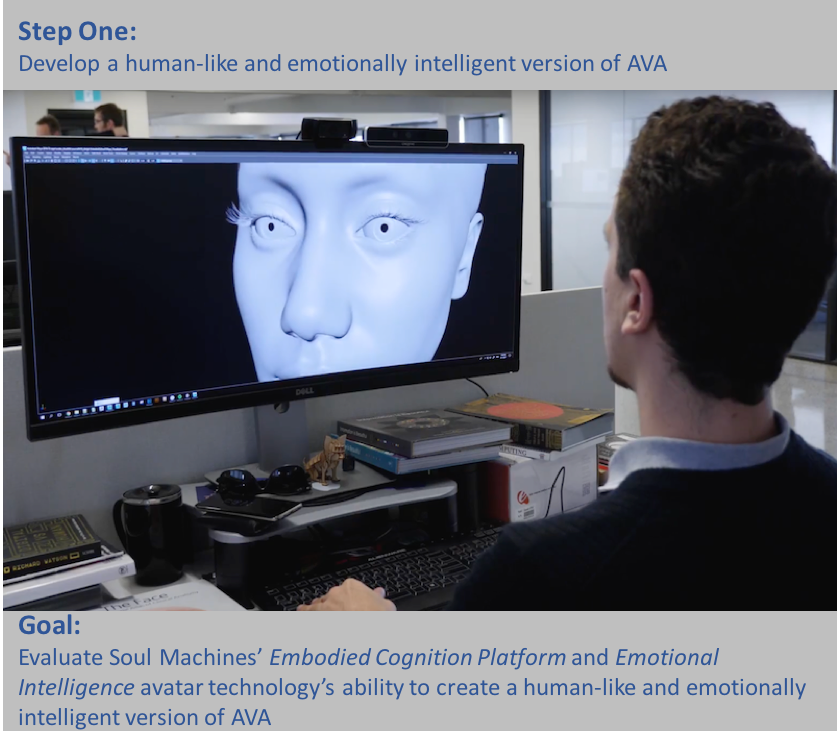 Step One:
Develop a human-like and emotionally intelligent version of AVA
DELL
RICHARD WATSON
The Face
Goal:
Evaluate Soul Machines’ Embodied Cognition Platform and Emotional
Intelligence avatar technology’s ability to create a human-like and emotionally
intelligent version of AVA